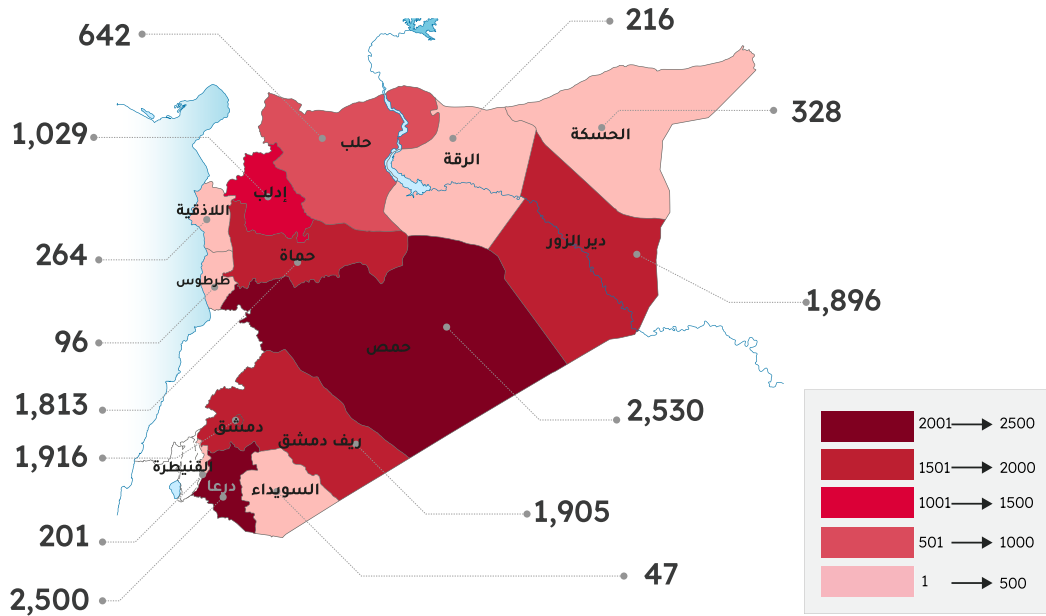 216
642
328
1,029
حلب
الحسكة
الرقة
إدلب
اللاذقية
دير الزور
264
حماة
طرطوس
1,896
96
حمص
1,813
2,530
دمشق
ريف دمشق
1,916
القنيطرة
درعا
السويداء
1,905
201
47
2,500
2001 2500
1501 2000
1001 1500
501 1000
1 500